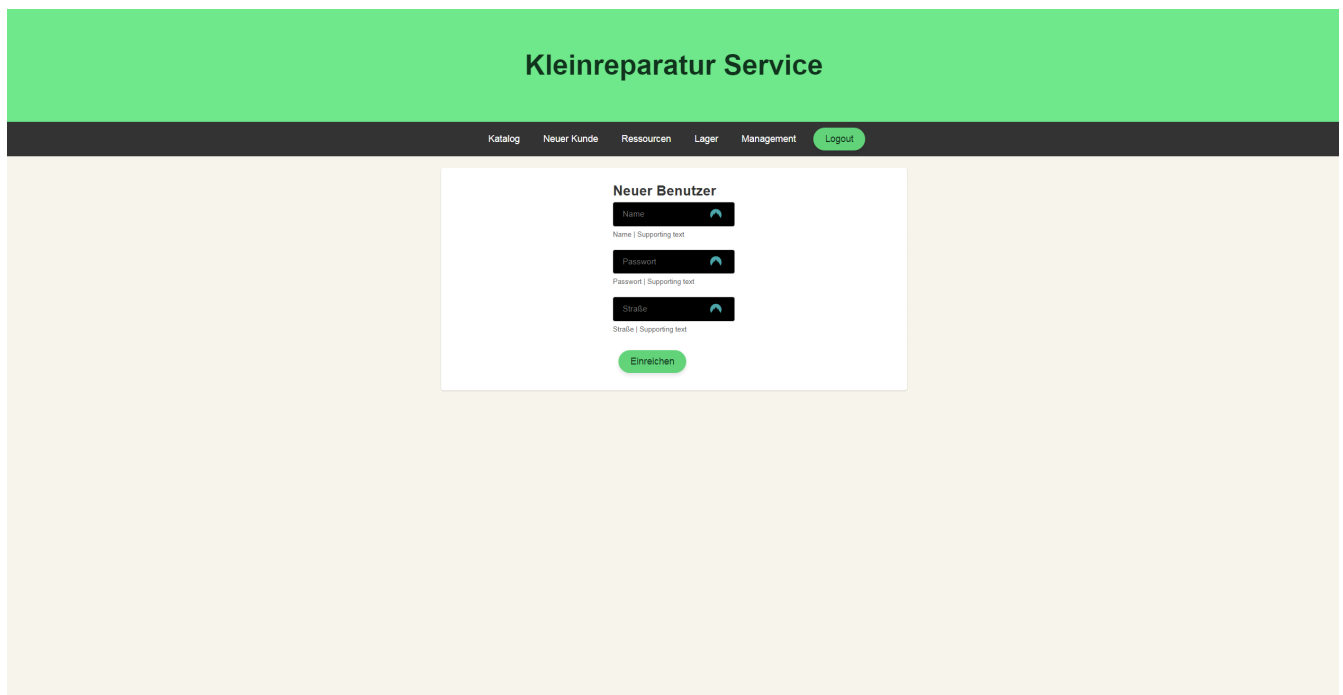 Kleinreparatur Service
Katalog Neuer Kunde Ressourcen Lager Management Logout
Neuer Benutzer
Name
Name | Supporting text
Passwort
Passwort | Supporting text
Straße
Straße | Supporting text
Einreichen